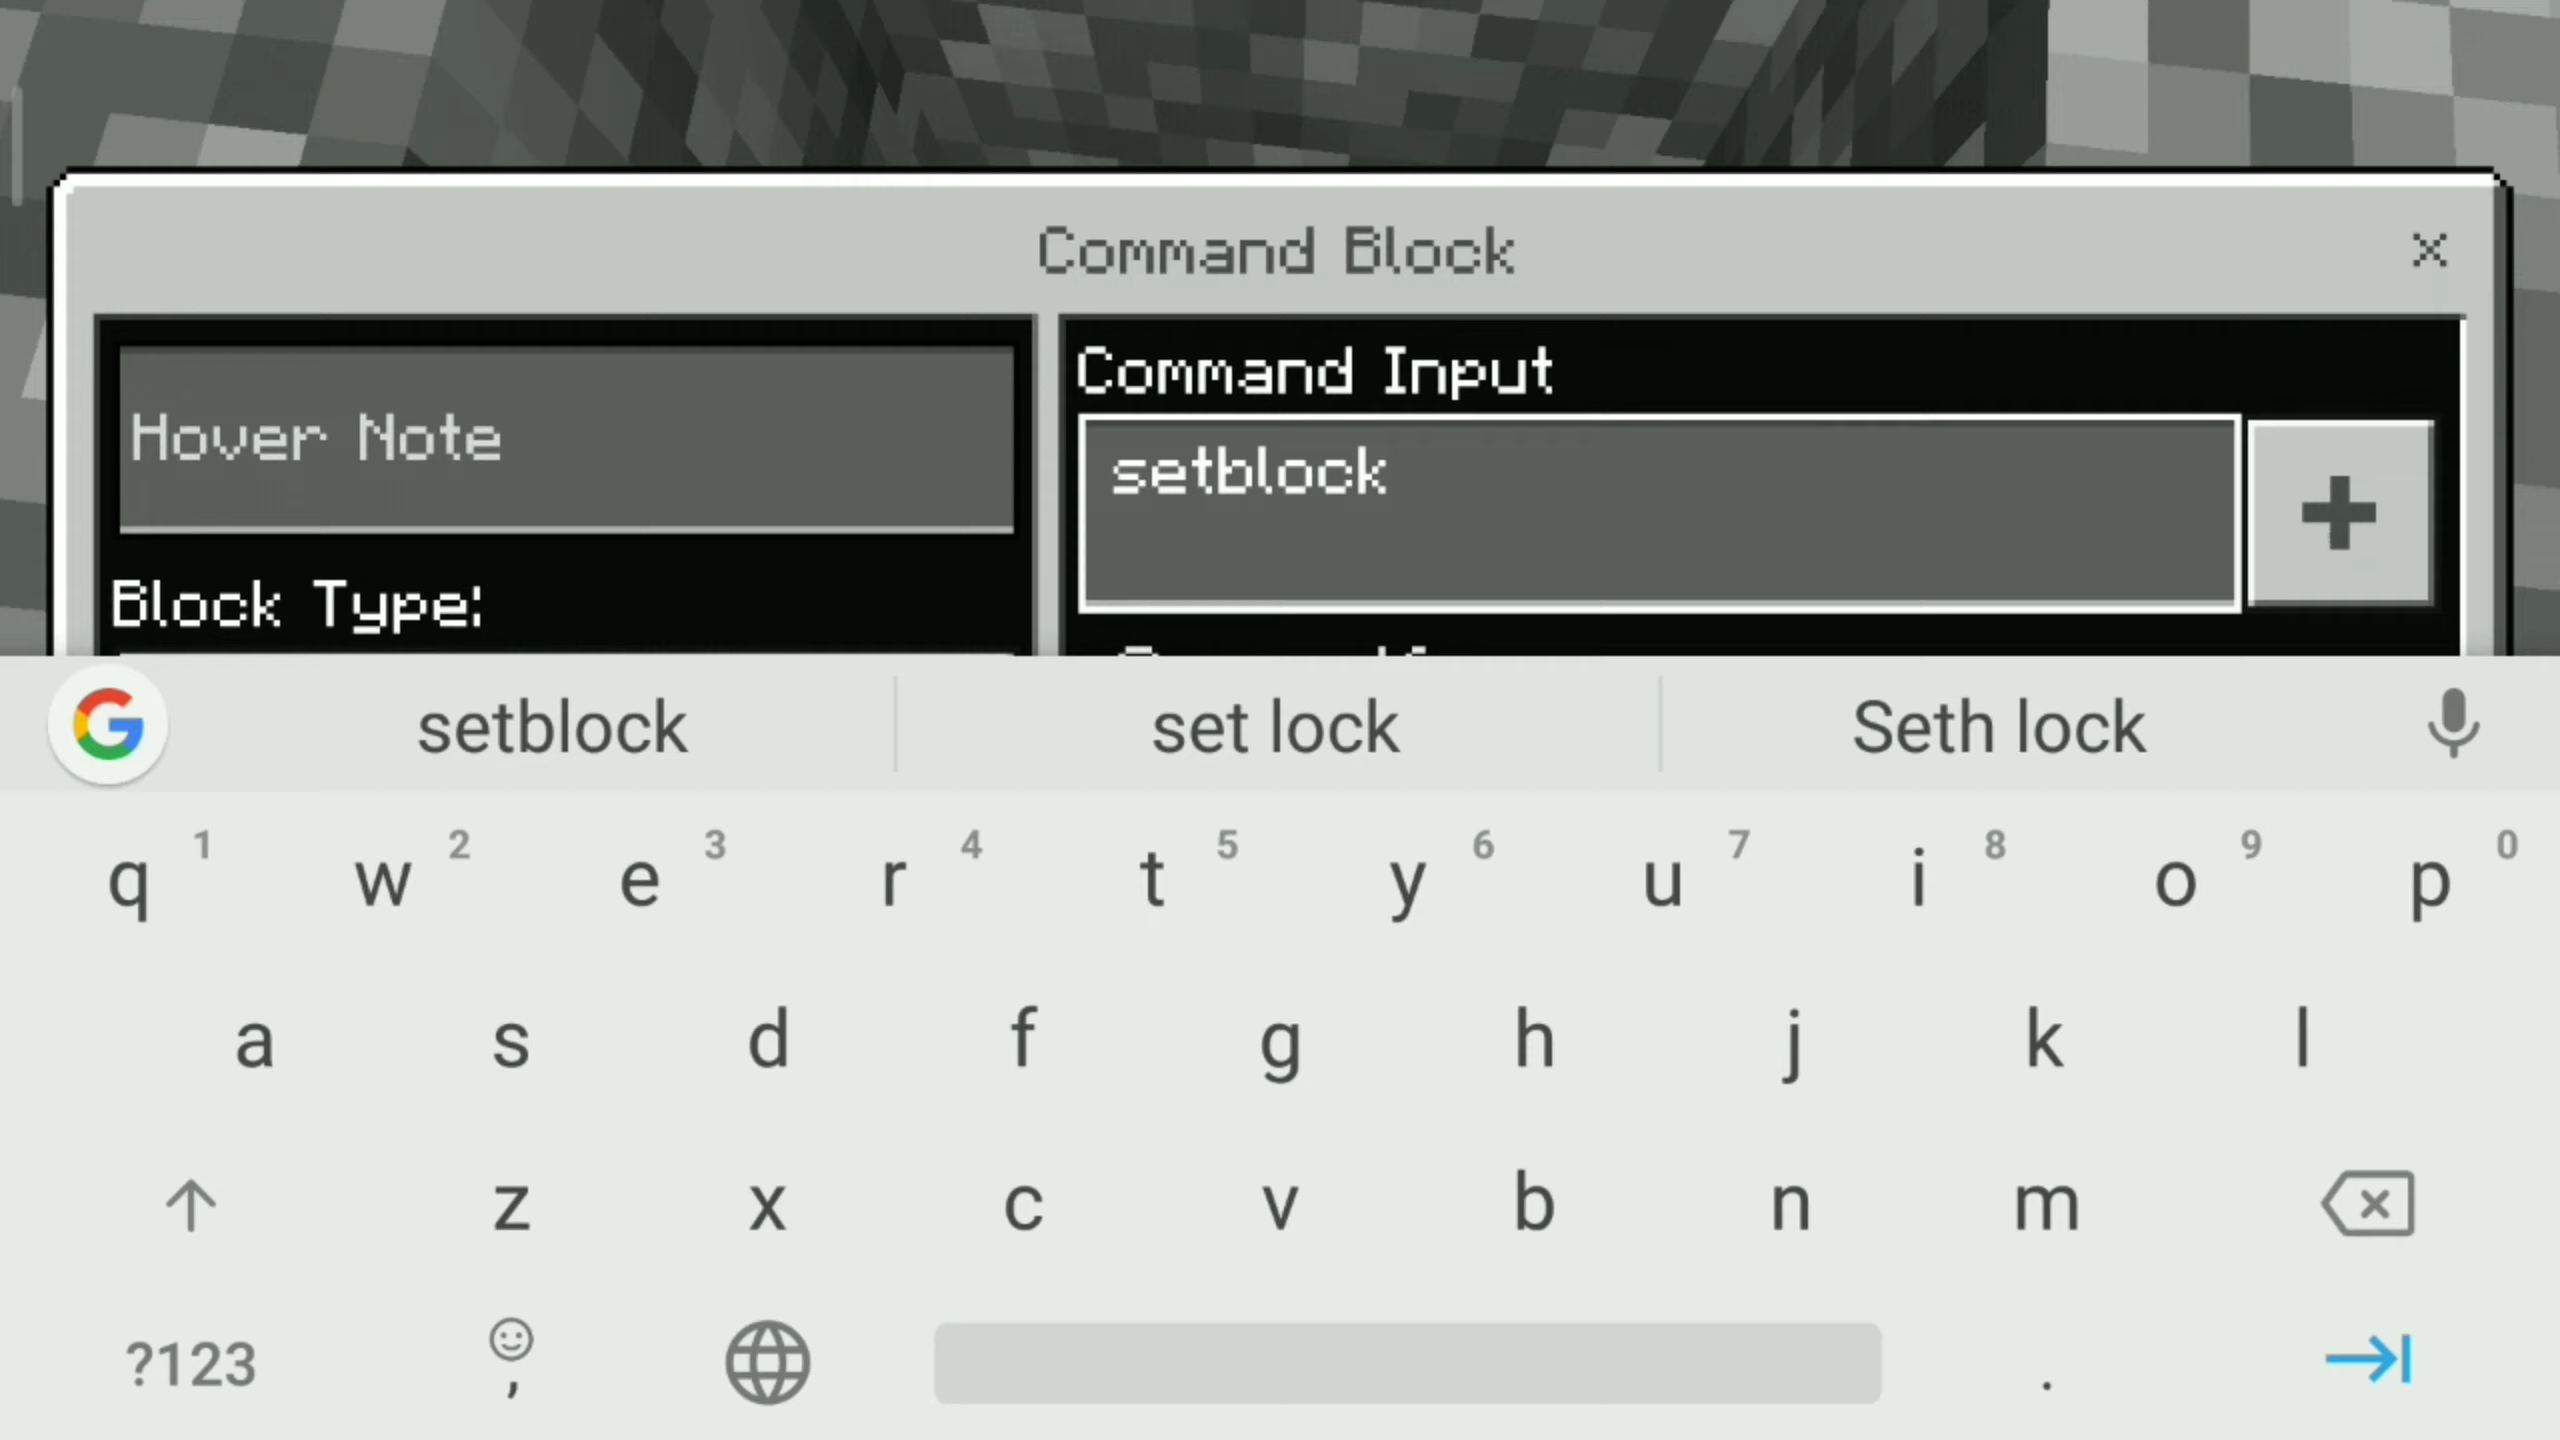 Command Block
×
Hover Note
Command Input
setblock
Block Type:
setblock
set lock
Seth lock
q 1 w 2 e 3 r 4 t 5 y 6 u 7 i 8 o 9 p 0
a s d f g h j k l
z x c v b n m
?123 , .